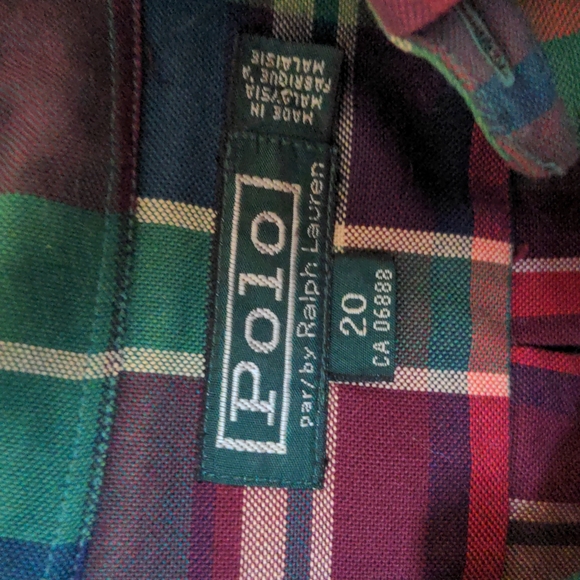 Polo
par/by Ralph Lauren
MADE IN
MALAYSIA
FABRIQUE'A
MALAISIE
20
CA 06888